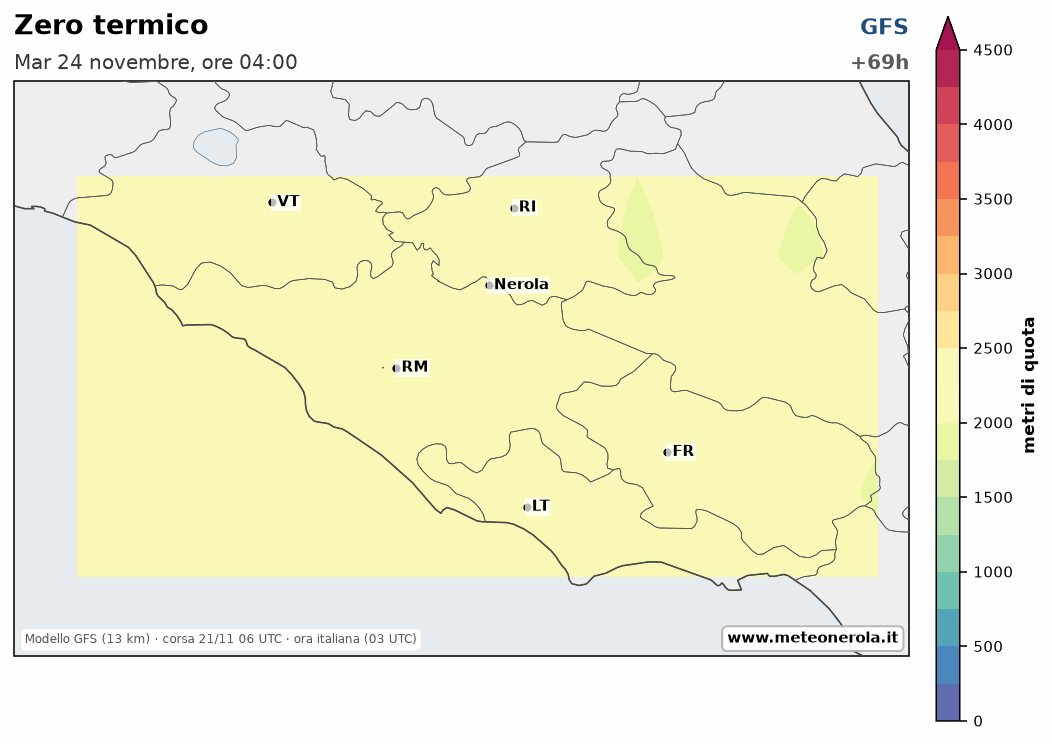 Zero termico
GFS
Mar 24 novembre, ore 04:00
+69h
VT
RI
Nerola
RM
FR
LT
4500
4000
3500
3000
2500
2000
1500
1000
500
0
metri di quota
Modello GFS (13 km) · corsa 21/11 06 UTC · ora italiana (03 UTC)
www.meteonerola.it